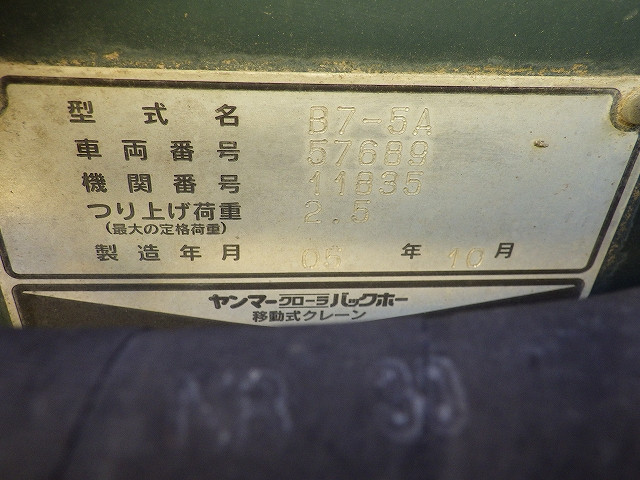 型式名 B7-5A
車両番号 57689
機関番号 11835
つり上げ荷重 2.5
(最大の定格荷重)
製造年月 年 10 月
ヤンマークローラバックホー
移動式クレーン
30